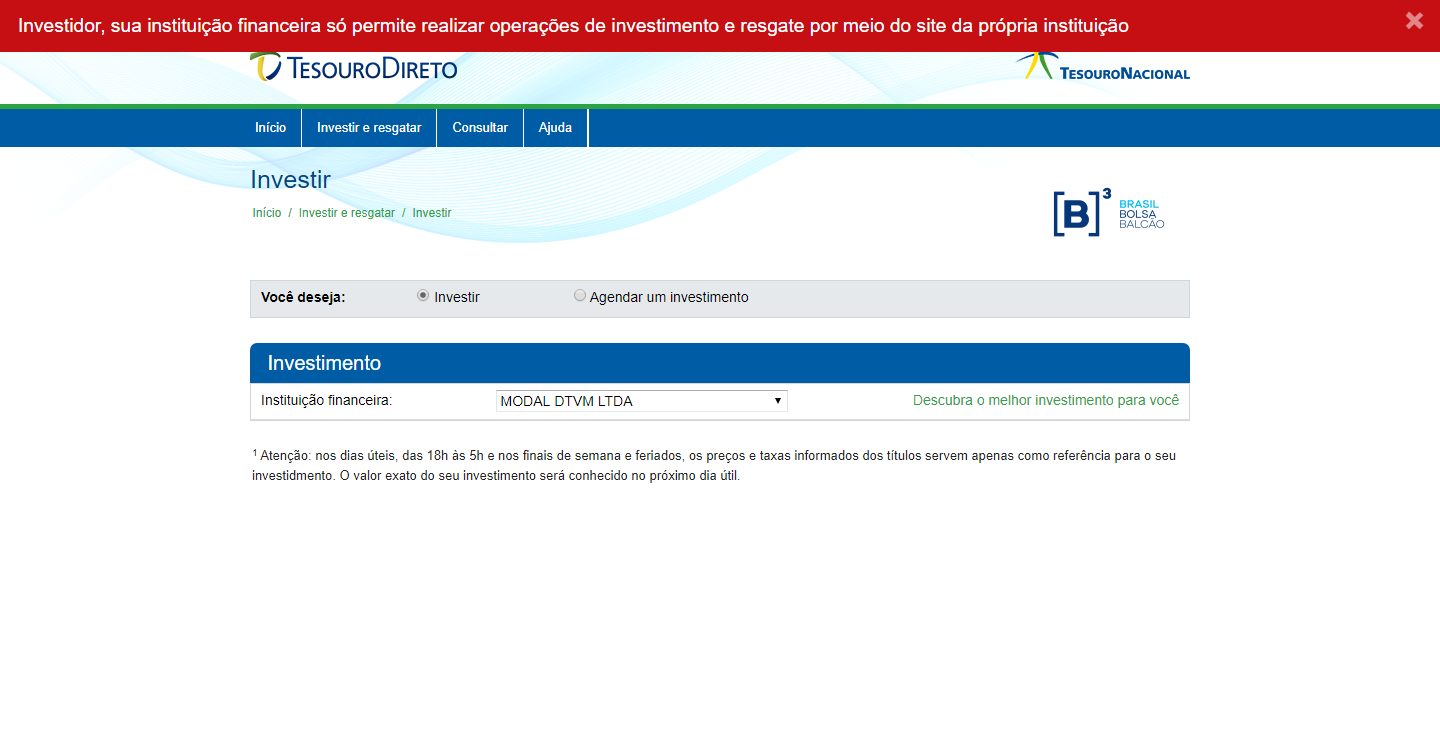 Investidor, sua instituição financeira só permite realizar operações de investimento e resgate por meio do site da própria instituição
TESOURODIRETO
TESOURONACIONAL
Início Investir e resgatar Consultar Ajuda
Investir
Início / Investir e resgatar / Investir
[B]³ BRASIL
BOLSA
BALCÃO
Você deseja: Investir Agendar um investimento
Investimento
Instituição financeira: MODAL DTVM LTDA Descubra o melhor investimento para você
¹ Atenção: nos dias úteis, das 18h às 5h e nos finais de semana e feriados, os preços e taxas informados dos títulos servem apenas como referência para o seu
investidmento. O valor exato do seu investimento será conhecido no próximo dia útil.